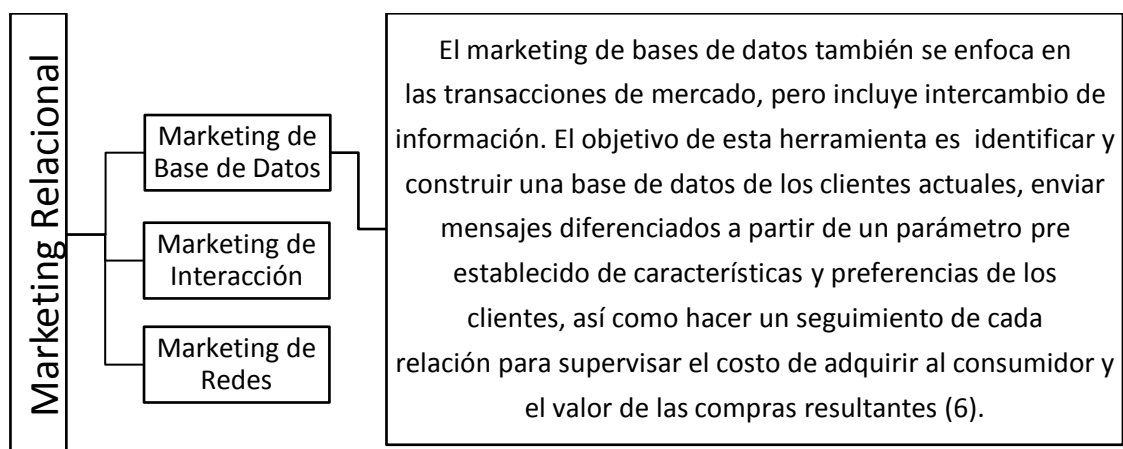 Marketing Relacional
Marketing de
Base de Datos
Marketing de
Interacción
Marketing de
Redes
El marketing de bases de datos también se enfoca en
las transacciones de mercado, pero incluye intercambio de
información. El objetivo de esta herramienta es identificar y
construir una base de datos de los clientes actuales, enviar
mensajes diferenciados a partir de un parámetro pre
establecido de características y preferencias de los
clientes, así como hacer un seguimiento de cada
relación para supervisar el costo de adquirir al consumidor y
el valor de las compras resultantes (6).